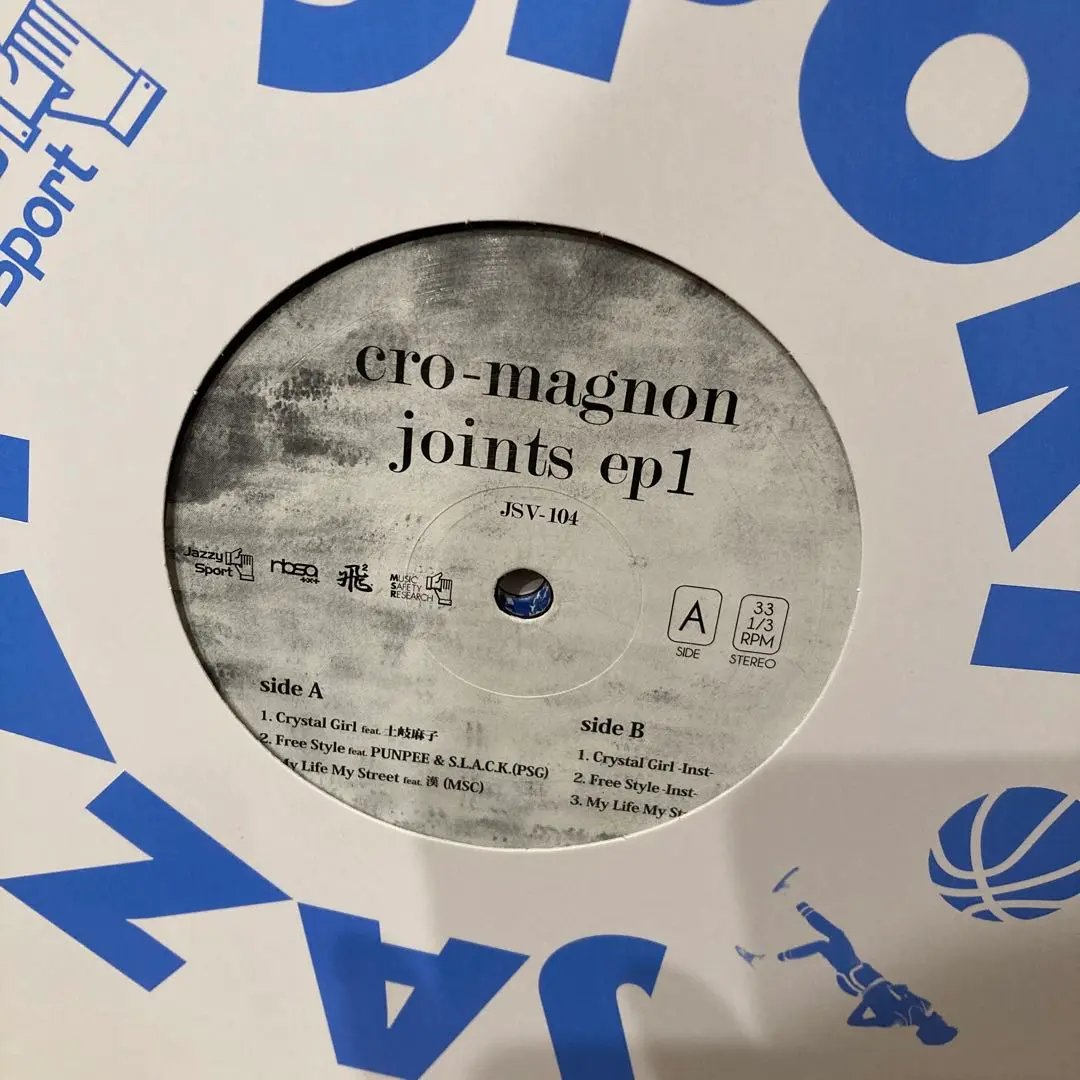 Sport
cro-magnon
joints ep1
JSV-104
Jazzy
Sport
nbsa
+×+
飛2
MUSIC
SAFETY
RESEARCH
A
SIDE
33
1/3
RPM
STEREO
side A
1. Crystal Girl feat. 土岐麻子
2. Free Style feat. PUNPEE & S.L.A.C.K.(PSG)
My Life My Street feat. 漢 (MSC)
side B
1. Crystal Girl -Inst-
2. Free Style -Inst-
3. My Life My St